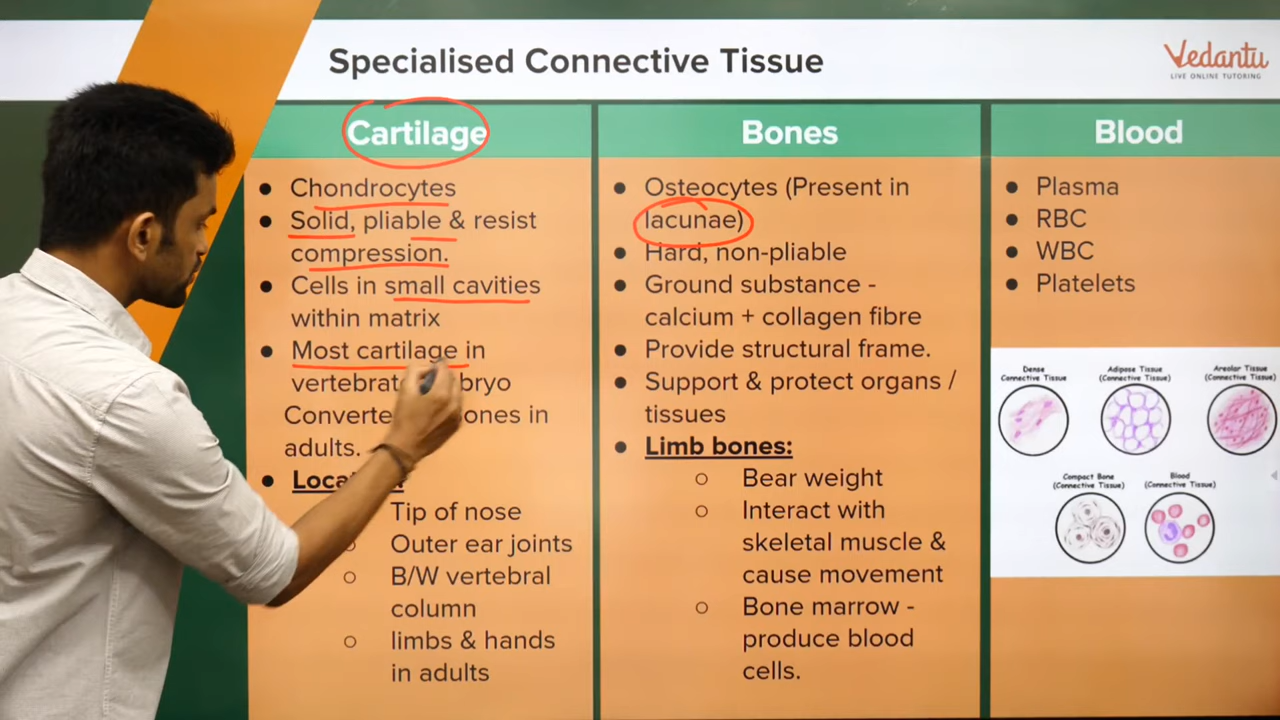 Specialised Connective Tissue
Vedantu
LIVE ONLINE TUTORING
Cartilage
Chondrocytes
Solid, pliable & resist
compression.
Cells in small cavities
within matrix
Most cartilage in
vertebrat bryo
Converte ones in
adults.
Loca
Tip of nose
Outer ear joints
B/W vertebral
column
limbs & hands
in adults
Bones
Osteocytes (Present in
lacunae)
Hard, non-pliable
Ground substance -
calcium + collagen fibre
Provide structural frame.
Support & protect organs /
tissues
Limb bones:
Bear weight
Interact with
skeletal muscle &
cause movement
Bone marrow -
produce blood
cells.
Blood
Plasma
RBC
WBC
Platelets
Dense
Connective Tissue
Adipose Tissue
(Connective Tissue)
Areolar Tissue
(Connective Tissue)
Compact Bone
(Connective Tissue)
Blood
(Connective Tissue)